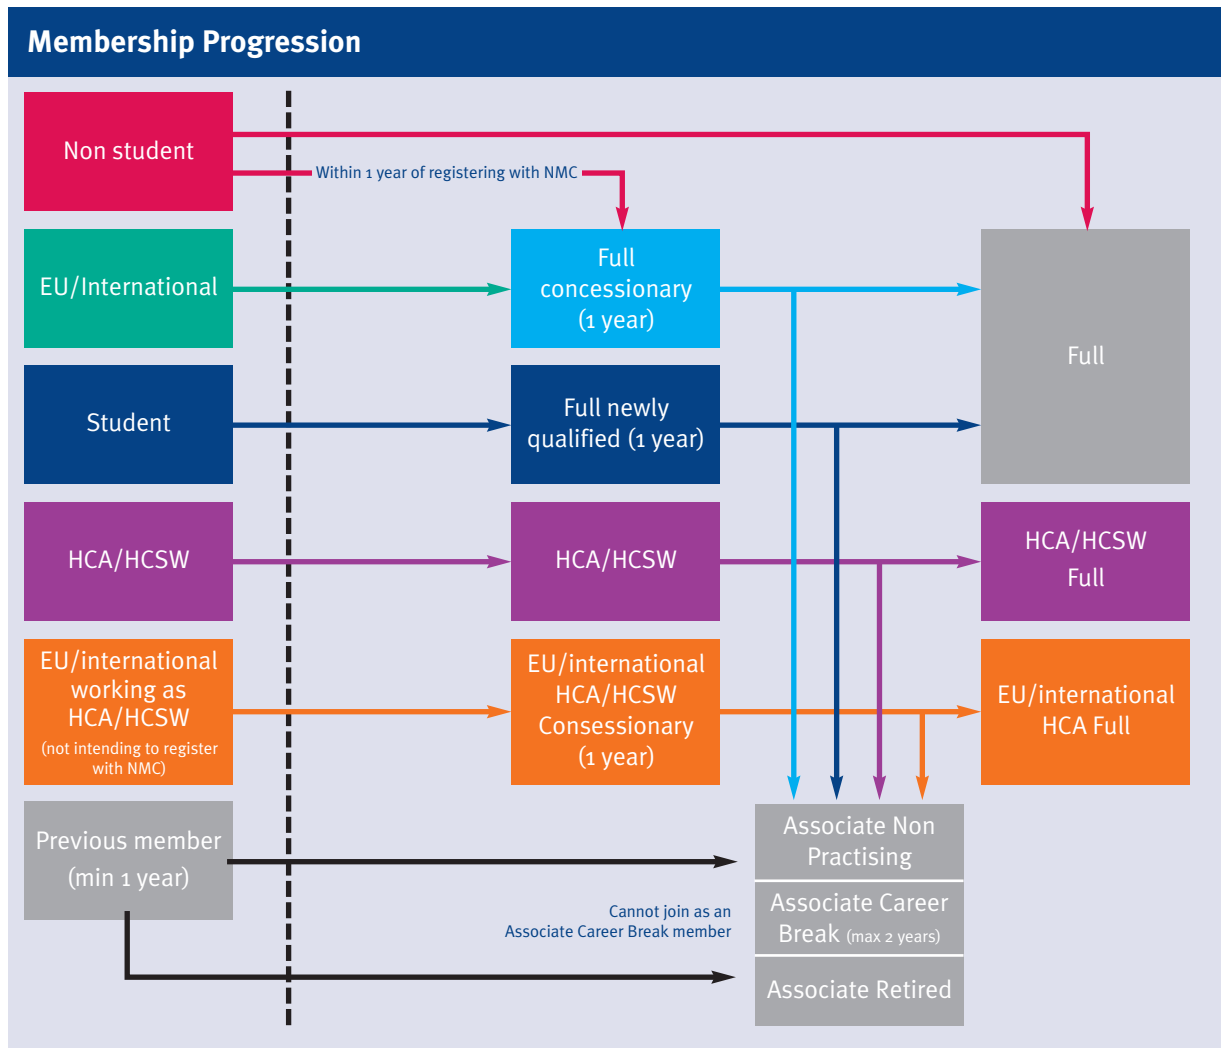 Membership Progression
Non student
Within 1 year of registering with NMC
EU/International
Full
concessionary
(1 year)
Full
Student
Full newly
qualified (1 year)
HCA/HCSW
HCA/HCSW
HCA/HCSW
Full
EU/international
working as
HCA/HCSW
(not intending to register
with NMC)
EU/international
HCA/HCSW
Consessionary
(1 year)
EU/international
HCA Full
Previous member
(min 1 year)
Associate Non
Practising
Cannot join as an
Associate Career Break member
Associate Career
Break (max 2 years)
Associate Retired